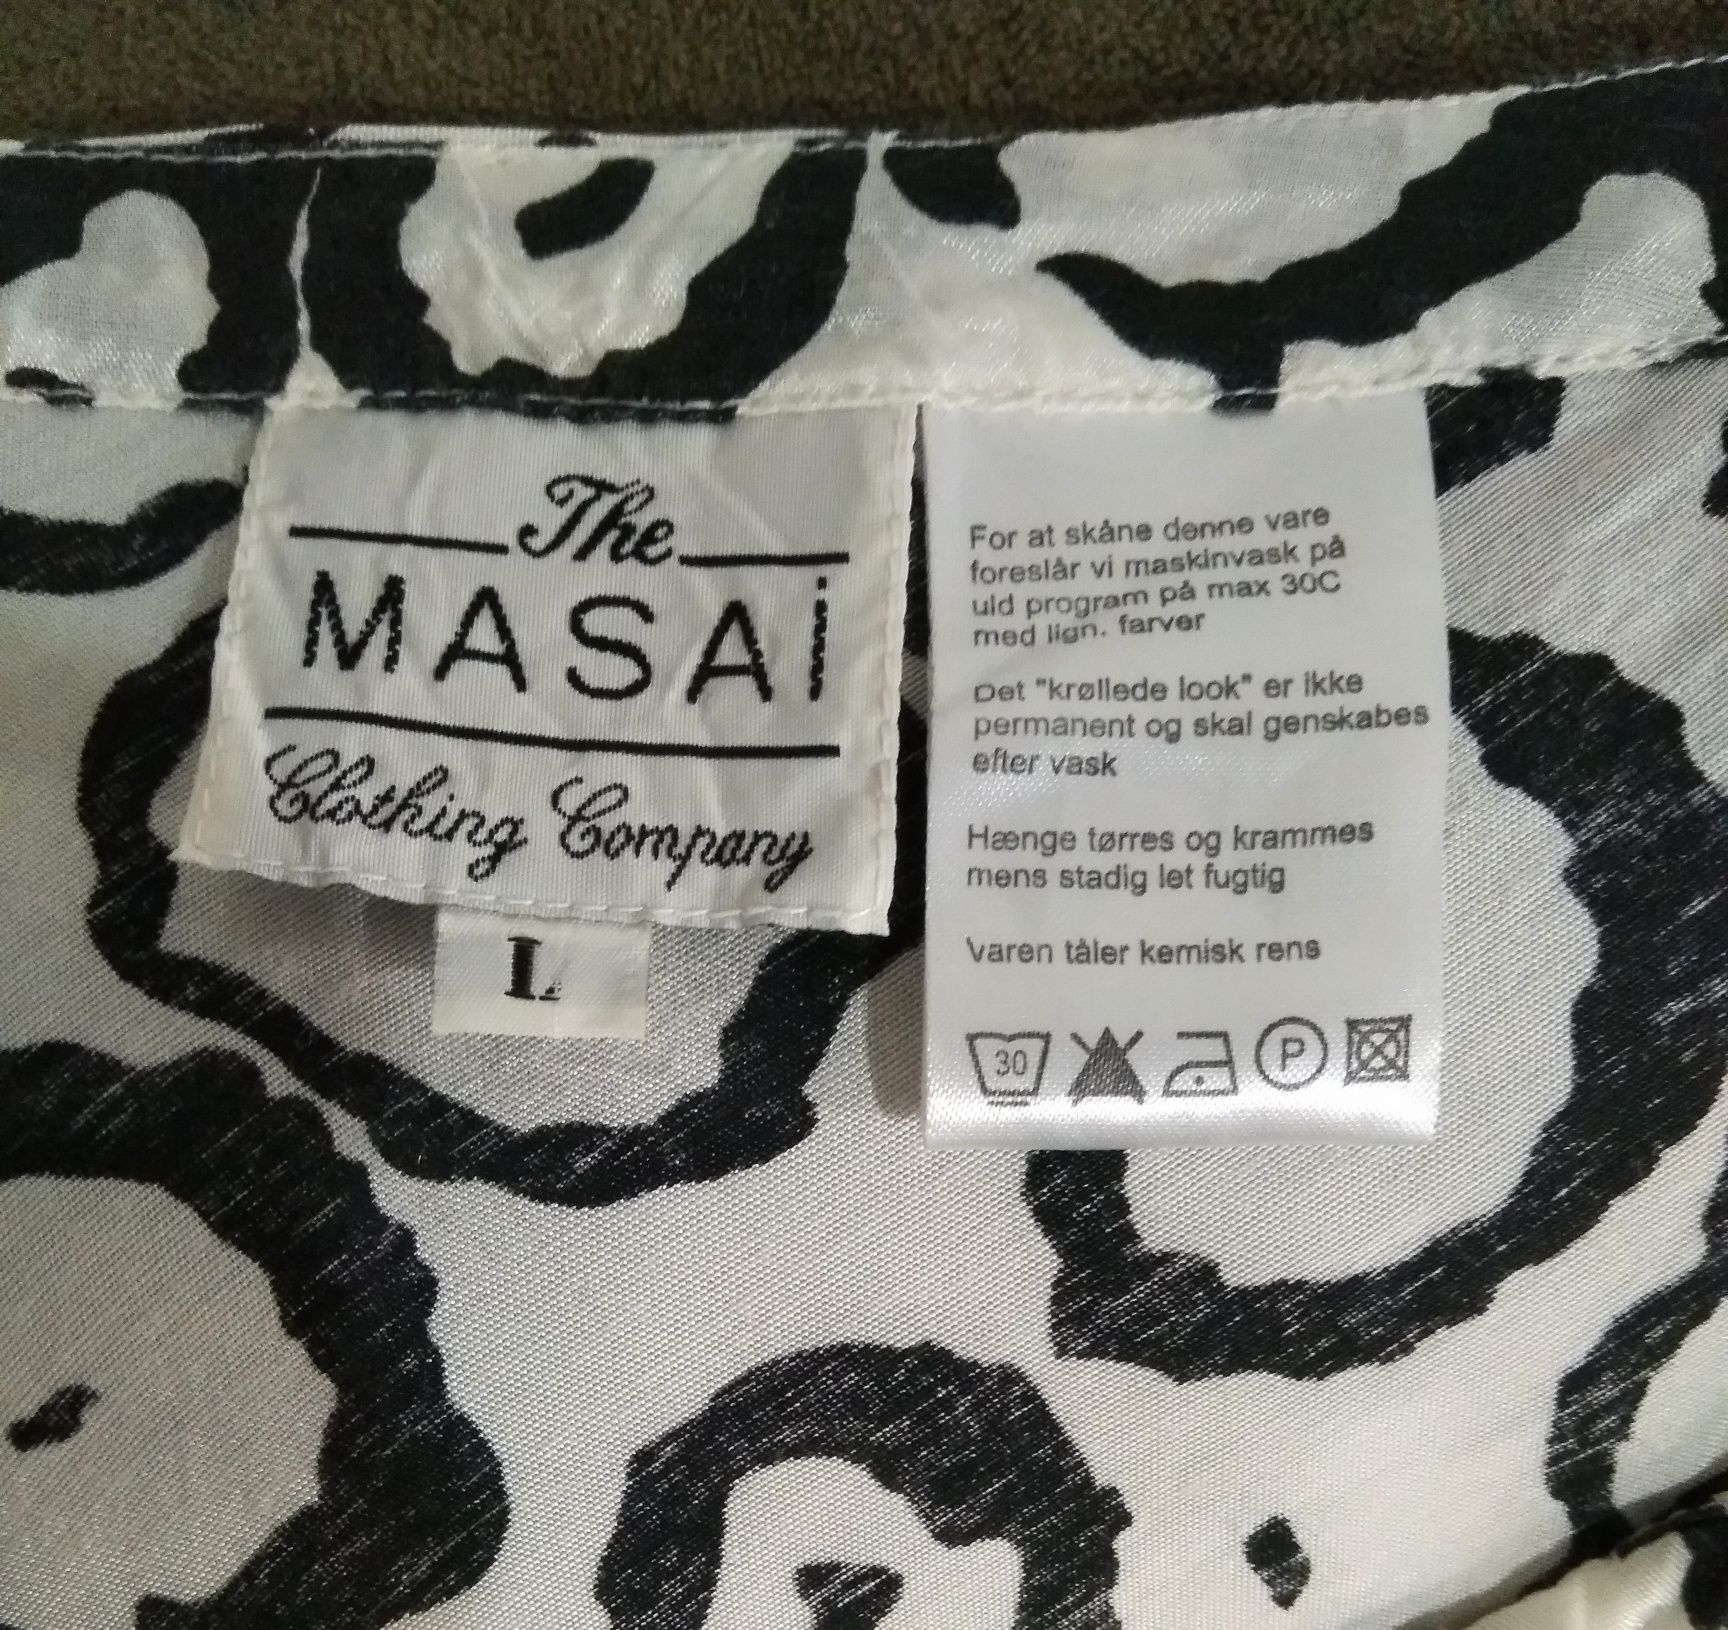 The
MASAi
Clothing Company
L
For at skåne denne vare
foreslår vi maskinvask på
uld program på max 30C
med lign. farver
Det "krøllede look" er ikke
permanent og skal genskabes
efter vask
Hænge tørres og krammes
mens stadig let fugtig
Varen tåler kemisk rens
30 P